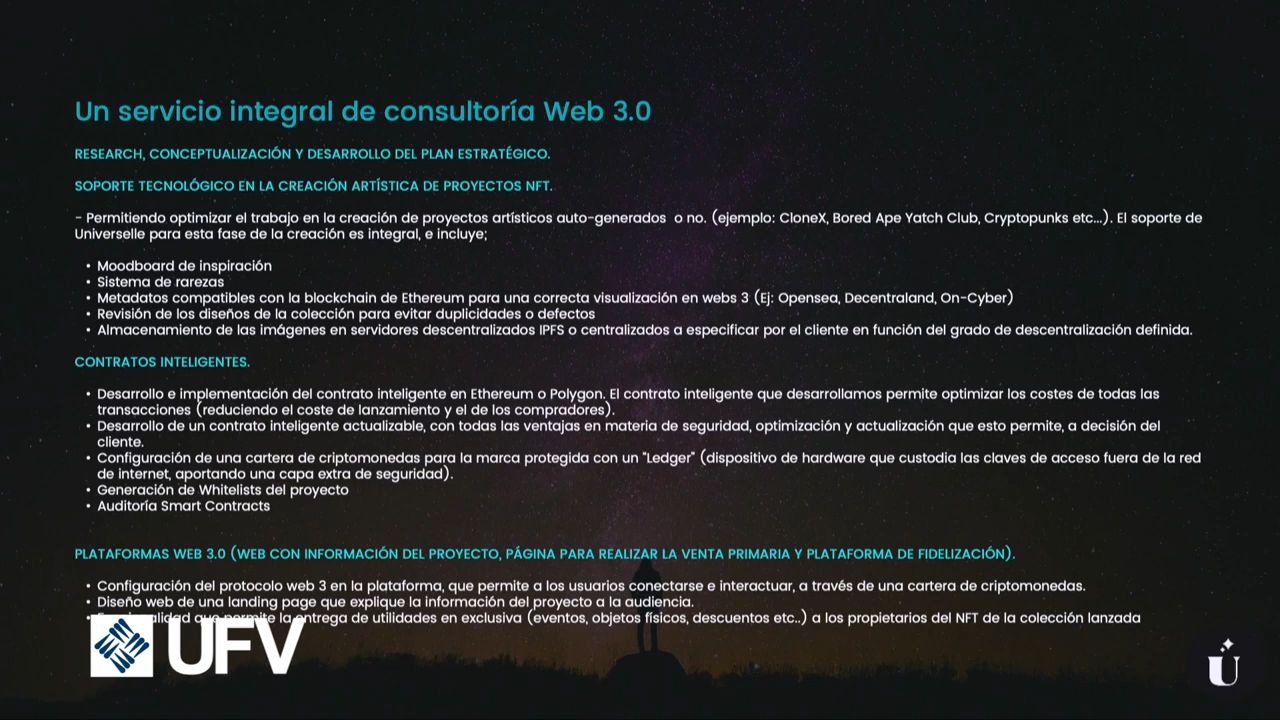 Un servicio integral de consultoría Web 3.0
RESEARCH, CONCEPTUALIZACIÓN Y DESARROLLO DEL PLAN ESTRATÉGICO.
SOPORTE TECNOLÓGICO EN LA CREACIÓN ARTÍSTICA DE PROYECTOS NFT.
- Permitiendo optimizar el trabajo en la creación de proyectos artísticos auto-generados o no. (ejemplo: CloneX, Bored Ape Yatch Club, Cryptopunks etc...). El soporte de
Universelle para esta fase de la creación es integral, e incluye;
• Moodboard de inspiración
• Sistema de rarezas
• Metadatos compatibles con la blockchain de Ethereum para una correcta visualización en webs 3 (Ej: Opensea, Decentraland, On-Cyber)
• Revisión de los diseños de la colección para evitar duplicidades o defectos
• Almacenamiento de las imágenes en servidores descentralizados IPFS o centralizados a especificar por el cliente en función del grado de descentralización definida.
CONTRATOS INTELIGENTES.
• Desarrollo e implementación del contrato inteligente en Ethereum o Polygon. El contrato inteligente que desarrollamos permite optimizar los costes de todas las
transacciones (reduciendo el coste de lanzamiento y el de los compradores).
• Desarrollo de un contrato inteligente actualizable, con todas las ventajas en materia de seguridad, optimización y actualización que esto permite, a decisión del
cliente.
• Configuración de una cartera de criptomonedas para la marca protegida con un "Ledger" (dispositivo de hardware que custodia las claves de acceso fuera de la red
de internet, aportando una capa extra de seguridad).
• Generación de Whitelists del proyecto
• Auditoría Smart Contracts
PLATAFORMAS WEB 3.0 (WEB CON INFORMACIÓN DEL PROYECTO, PÁGINA PARA REALIZAR LA VENTA PRIMARIA Y PLATAFORMA DE FIDELIZACIÓN).
• Configuración del protocolo web 3 en la plataforma, que permite a los usuarios conectarse e interactuar, a través de una cartera de criptomonedas.
• Diseño web de una landing page que explique la información del proyecto a la audiencia.
• que permite la entrega de utilidades en exclusiva (eventos, objetos físicos, descuentos etc..) a los propietarios del NFT de la colección lanzada
UFV
Ú